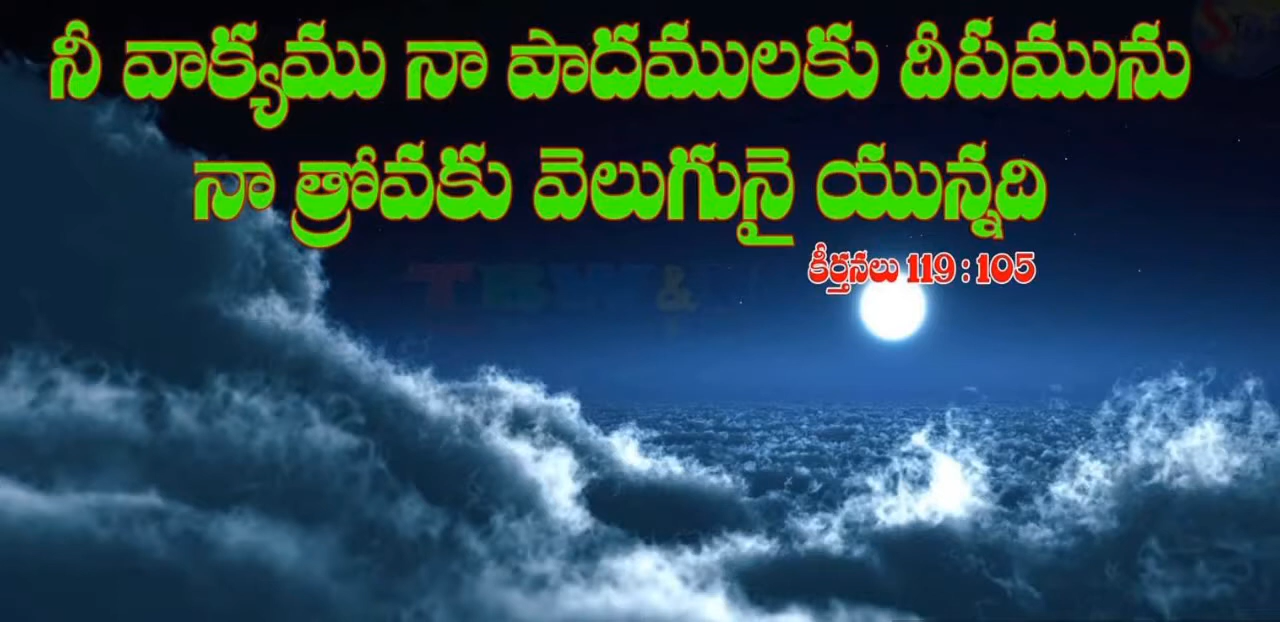 నీ వాక్యము నా పాదములకు దీపమును
నా త్రోవకు వెలుగునై యున్నది
కీర్తనలు 119 : 105